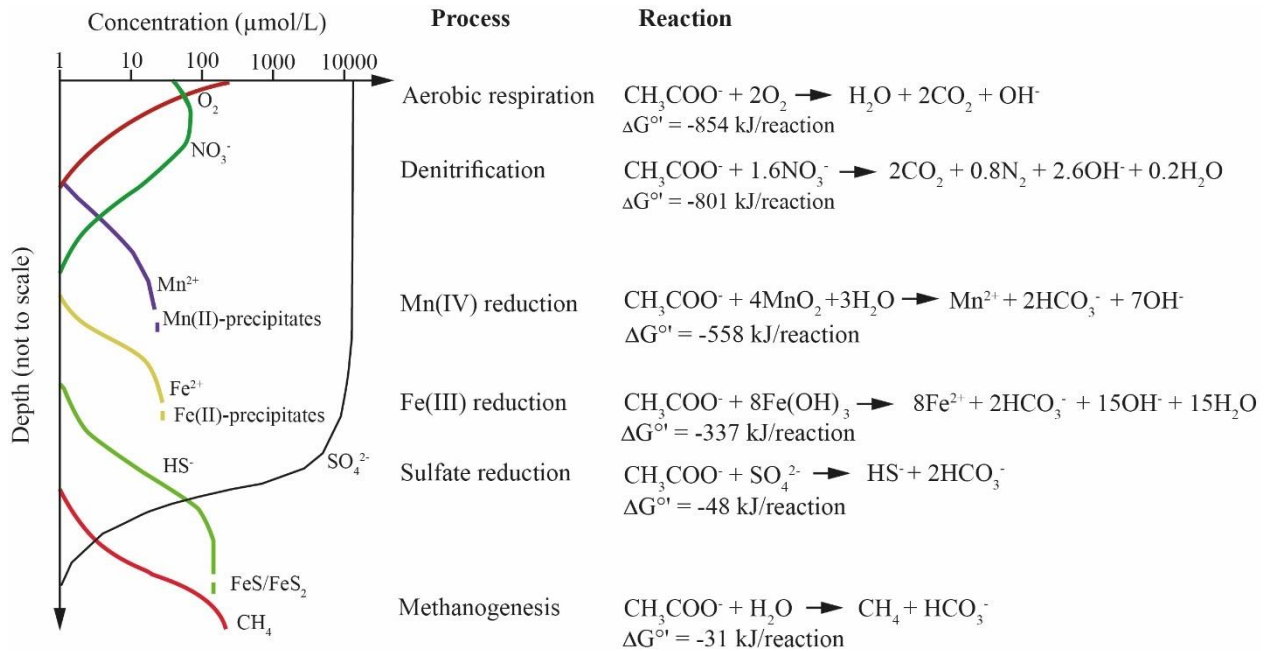 Concentration (µmol/L)
Process
Reaction
1 10 100 1000 10000
O₂
Aerobic respiration
CH₃COO⁻ + 2O₂ → H₂O + 2CO₂ + OH⁻
ΔG°' = -854 kJ/reaction
NO₃⁻
Denitrification
CH₃COO⁻ + 1.6NO₃⁻ → 2CO₂ + 0.8N₂ + 2.6OH⁻ + 0.2H₂O
ΔG°' = -801 kJ/reaction
Depth (not to scale)
Mn²⁺
Mn(II)-precipitates
Mn(IV) reduction
CH₃COO⁻ + 4MnO₂+3H₂O → Mn²⁺ + 2HCO₃⁻ + 7OH⁻
ΔG°' = -558 kJ/reaction
Fe²⁺
Fe(II)-precipitates
Fe(III) reduction
CH₃COO⁻ + 8Fe(OH)₃ → 8Fe²⁺ + 2HCO₃⁻ + 15OH⁻ + 15H₂O
ΔG°' = -337 kJ/reaction
HS⁻
SO₄²⁻
Sulfate reduction
CH₃COO⁻ + SO₄²⁻ → HS⁻ + 2HCO₃⁻
ΔG°' = -48 kJ/reaction
FeS/FeS₂
CH₄
Methanogenesis
CH₃COO⁻ + H₂O → CH₄ + HCO₃⁻
ΔG°' = -31 kJ/reaction